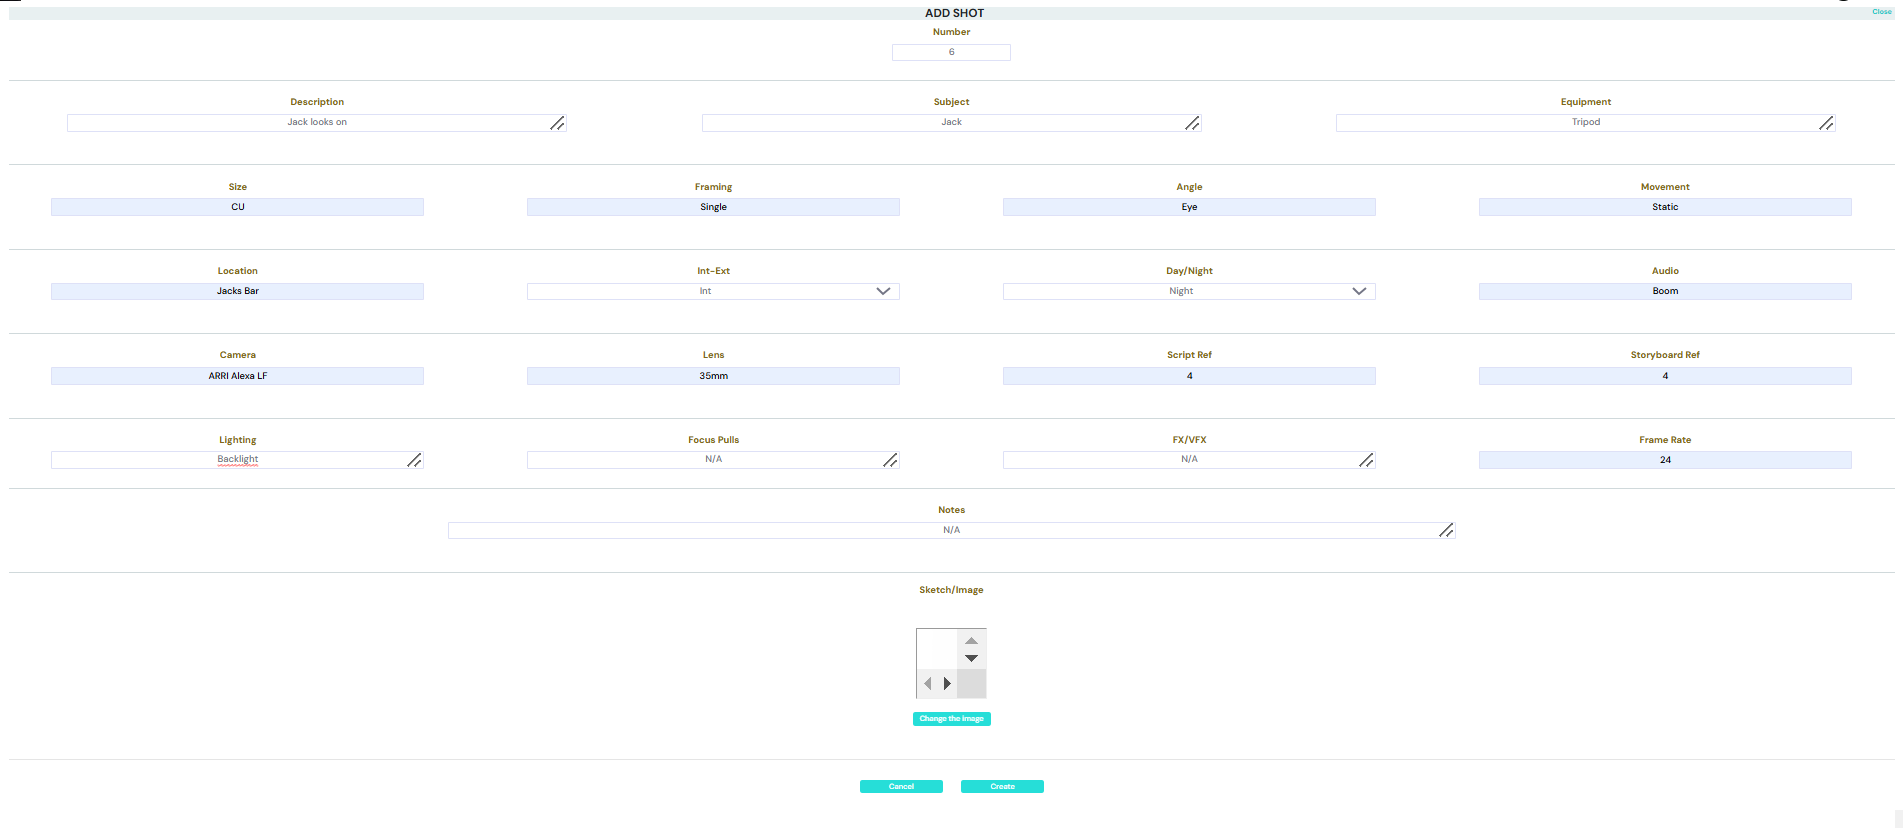 ADD SHOT Close
Number
6
Description Subject Equipment
Jack looks on Jack Tripod
Size Framing Angle Movement
CU Single Eye Static
Location Int-Ext Day/Night Audio
Jacks Bar Int Night Boom
Camera Lens Script Ref Storyboard Ref
ARRI Alexa LF 35mm 4 4
Lighting Focus Pulls FX/VFX Frame Rate
Backlight N/A N/A 24
Notes
N/A
Sketch/Image
Change the image
Cancel Create